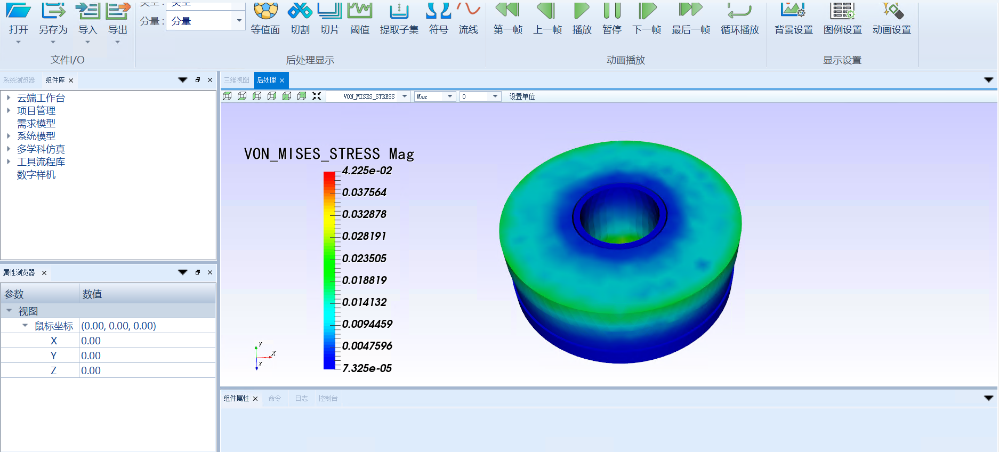 类型：
类型
打开
另存为
导入
导出
分量：
分量
等值面
切割
切片
阈值
提取子集
符号
流线
第一帧
上一帧
播放
暂停
下一帧
最后一帧
循环播放
背景设置
图例设置
动画设置
文件I/O
后处理显示
动画播放
显示设置
系统浏览器
组件库
云端工作台
项目管理
需求模型
系统模型
多学科仿真
工具流程库
数字样机
属性浏览器
参数
数值
视图
鼠标坐标
(0.00, 0.00, 0.00)
X
0.00
Y
0.00
Z
0.00
三维视图
后处理
VON_MISES_STRESS
Mag
0
设置单位
VON_MISES_STRESS Mag
4.225e-02
0.037564
0.032878
0.028191
0.023505
0.018819
0.014132
0.0094459
0.0047596
7.325e-05
Y
X
Z
组件属性
命令
日志
控制台